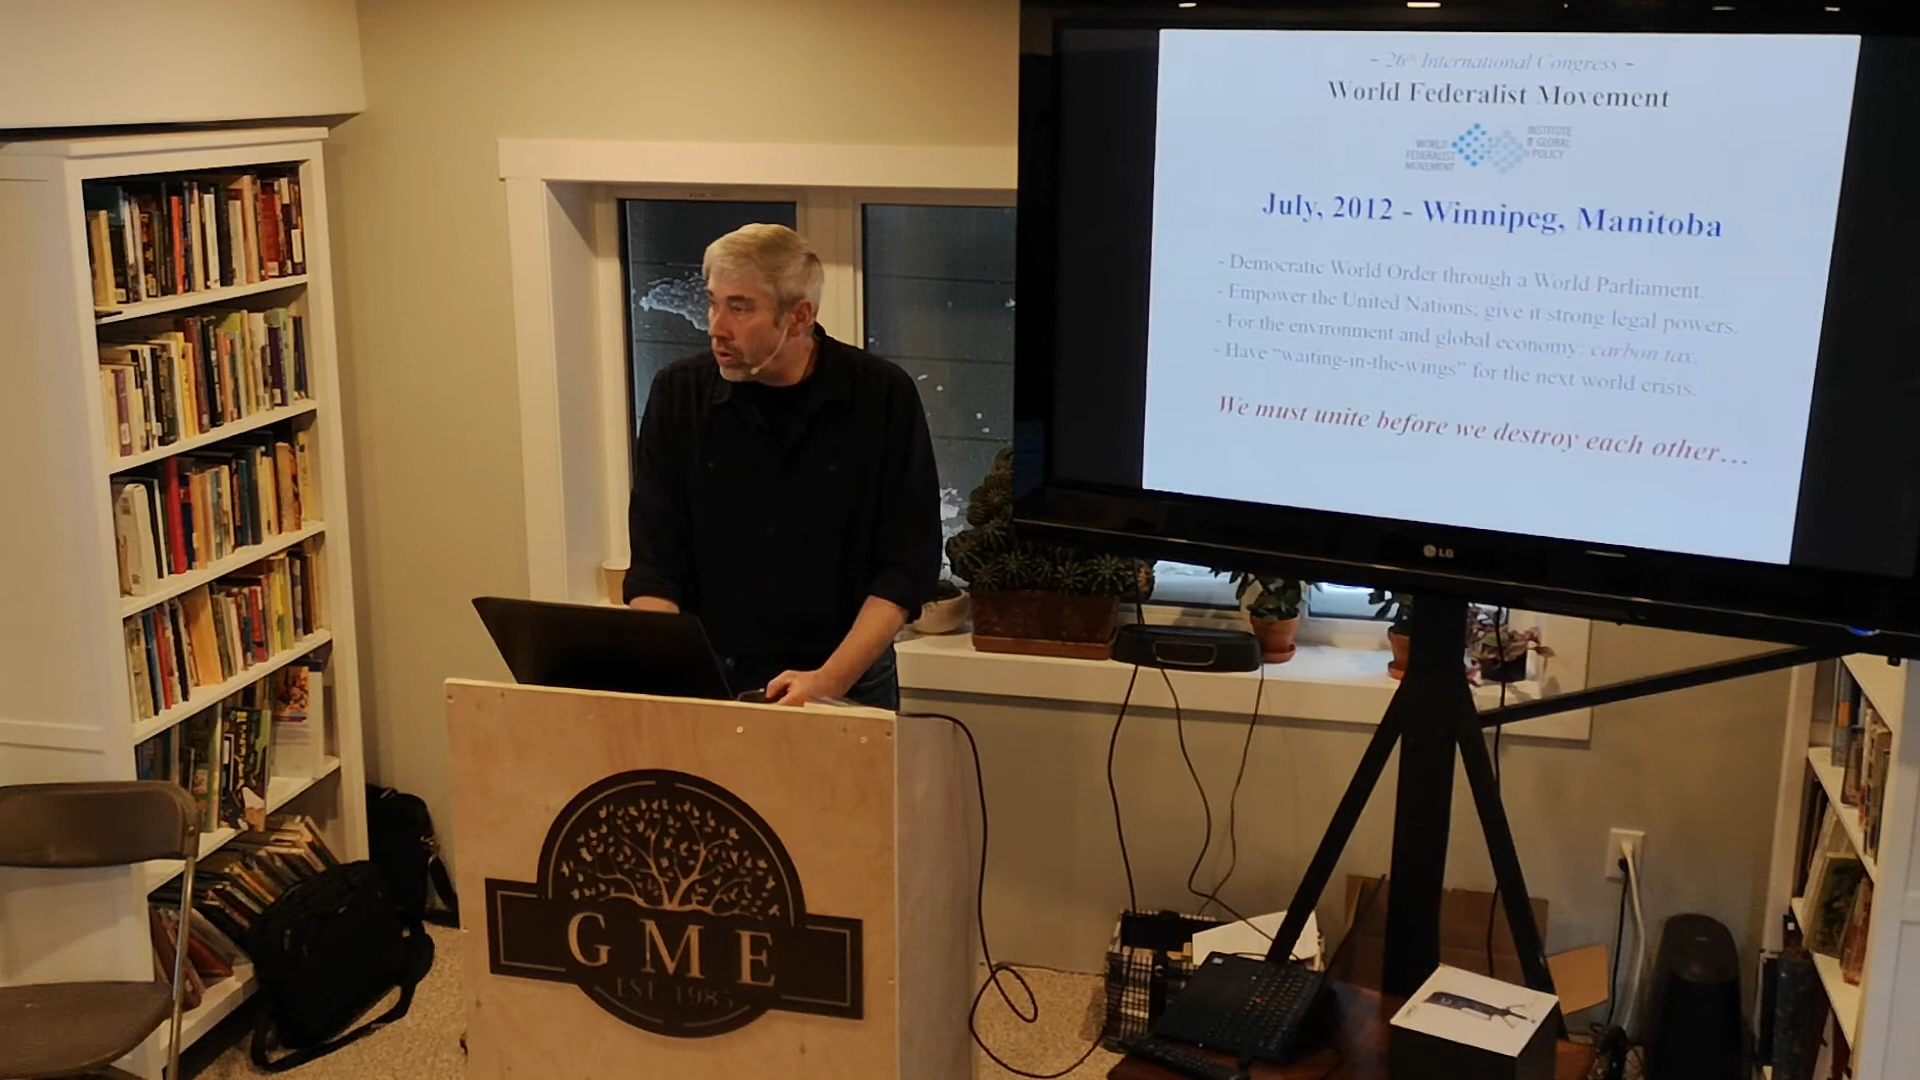 - 26th International Congress -
World Federalist Movement
WORLD
FEDERALIST
MOVEMENT
INSTITUTE
GLOBAL
POLICY
July, 2012 - Winnipeg, Manitoba
- Democratic World Order through a World Parliament.
- Empower the United Nations; give it strong legal powers.
- For the environment and global economy: carbon tax.
- Have “waiting-in-the-wings” for the next world crisis.
We must unite before we destroy each other…
LG
GME
EST 1985